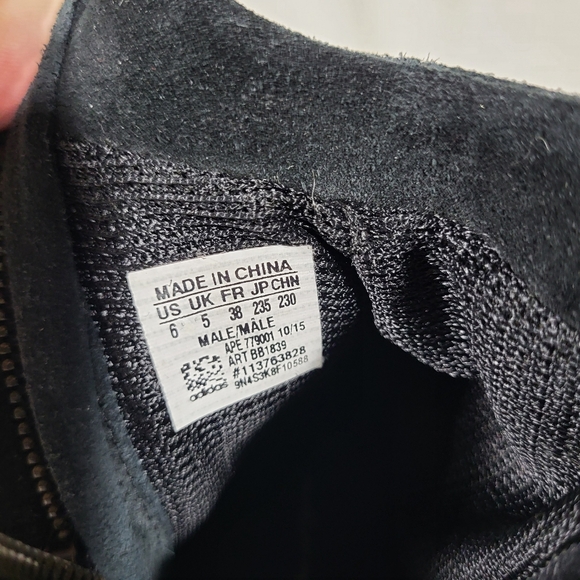 MADE IN CHINA
US UK FR JP CHN
6 5 38 235 230
MALE/MALE
APE 779001 10/15
ART BB1839
#113763828
9N4S3K8F10588
adidas